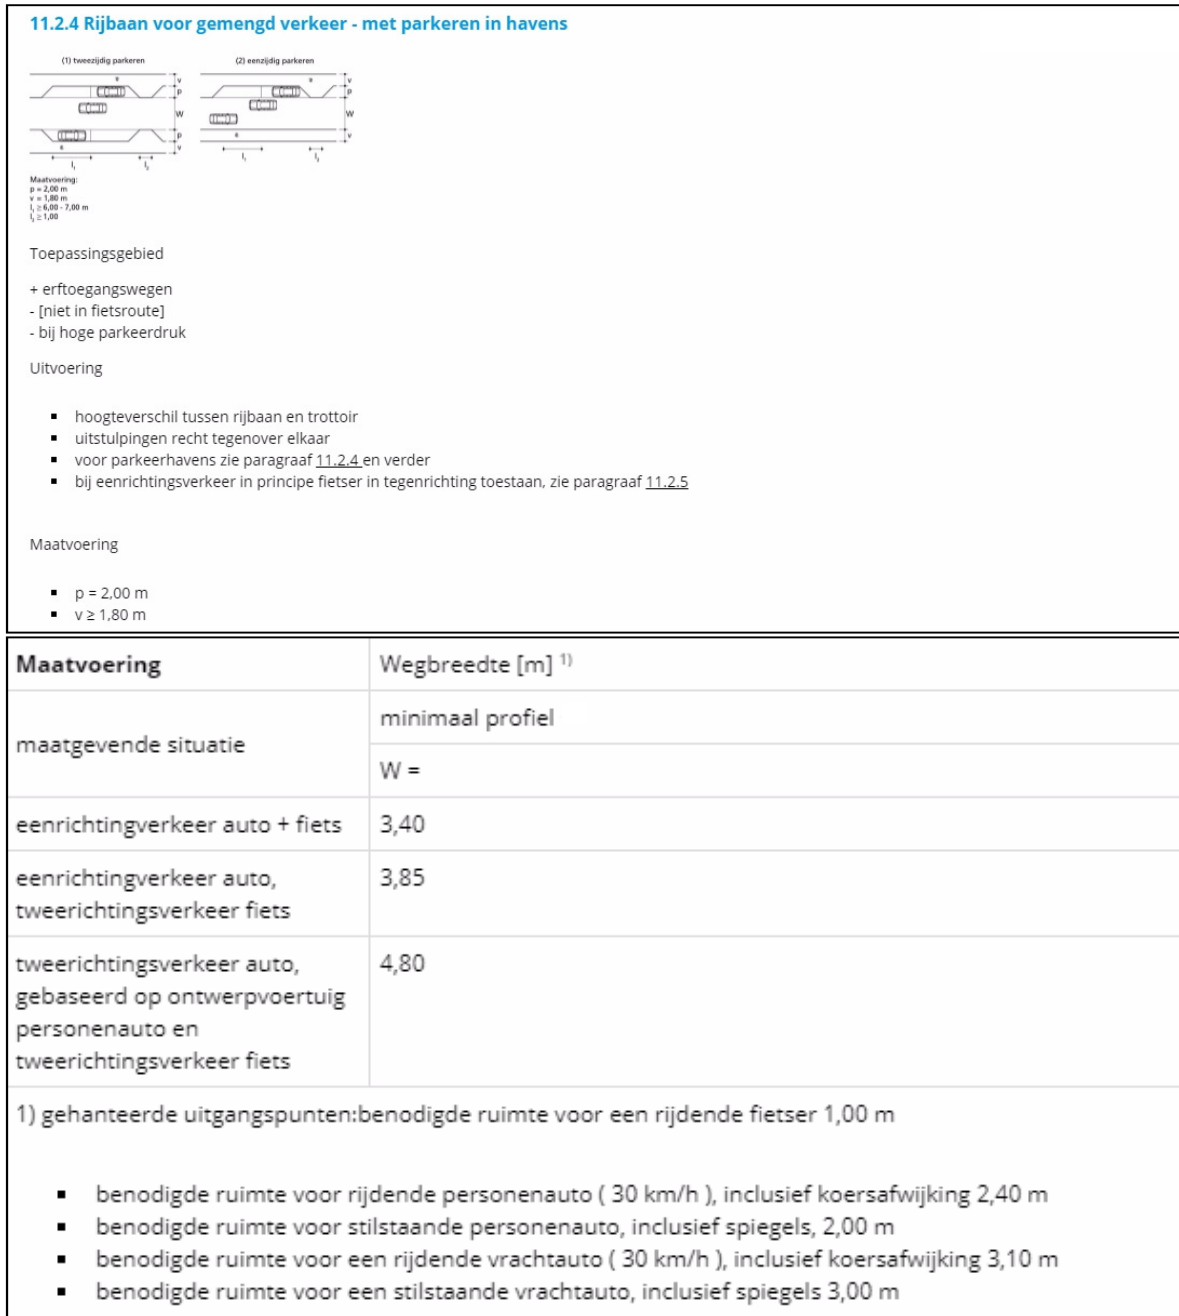 11.2.4 Rijbaan voor gemengd verkeer - met parkeren in havens
(1) tweezijdig parkeren
(2) eenzijdig parkeren
v
p
W
p
v
v
p
W
v
Maatvoering:
p = 2,00 m
v = 1,80 m
l₁ ≥ 6,00 - 7,00 m
≥ 1,00
Toepassingsgebied
+ erftoegangswegen
- [niet in fietsroute]
- bij hoge parkeerdruk
Uitvoering
▪ hoogteverschil tussen rijbaan en trottoir
▪ uitstulpingen recht tegenover elkaar
▪ voor parkeerhavens zie paragraaf 11.2.4 en verder
▪ bij eenrichtingsverkeer in principe fietser in tegenrichting toestaan, zie paragraaf 11.2.5
Maatvoering
▪ p = 2,00 m
▪ v ≥ 1,80 m
Maatvoering
Wegbreedte [m] ¹⁾
maatgevende situatie
minimaal profiel
W =
eenrichtingverkeer auto + fiets
3,40
eenrichtingverkeer auto,
tweerichtingsverkeer fiets
3,85
tweerichtingsverkeer auto,
gebaseerd op ontwerpvoertuig
personenauto en
tweerichtingsverkeer fiets
4,80
1) gehanteerde uitgangspunten:benodigde ruimte voor een rijdende fietser 1,00 m
▪ benodigde ruimte voor rijdende personenauto ( 30 km/h ), inclusief koersafwijking 2,40 m
▪ benodigde ruimte voor stilstaande personenauto, inclusief spiegels, 2,00 m
▪ benodigde ruimte voor een rijdende vrachtauto ( 30 km/h ), inclusief koersafwijking 3,10 m
▪ benodigde ruimte voor een stilstaande vrachtauto, inclusief spiegels 3,00 m